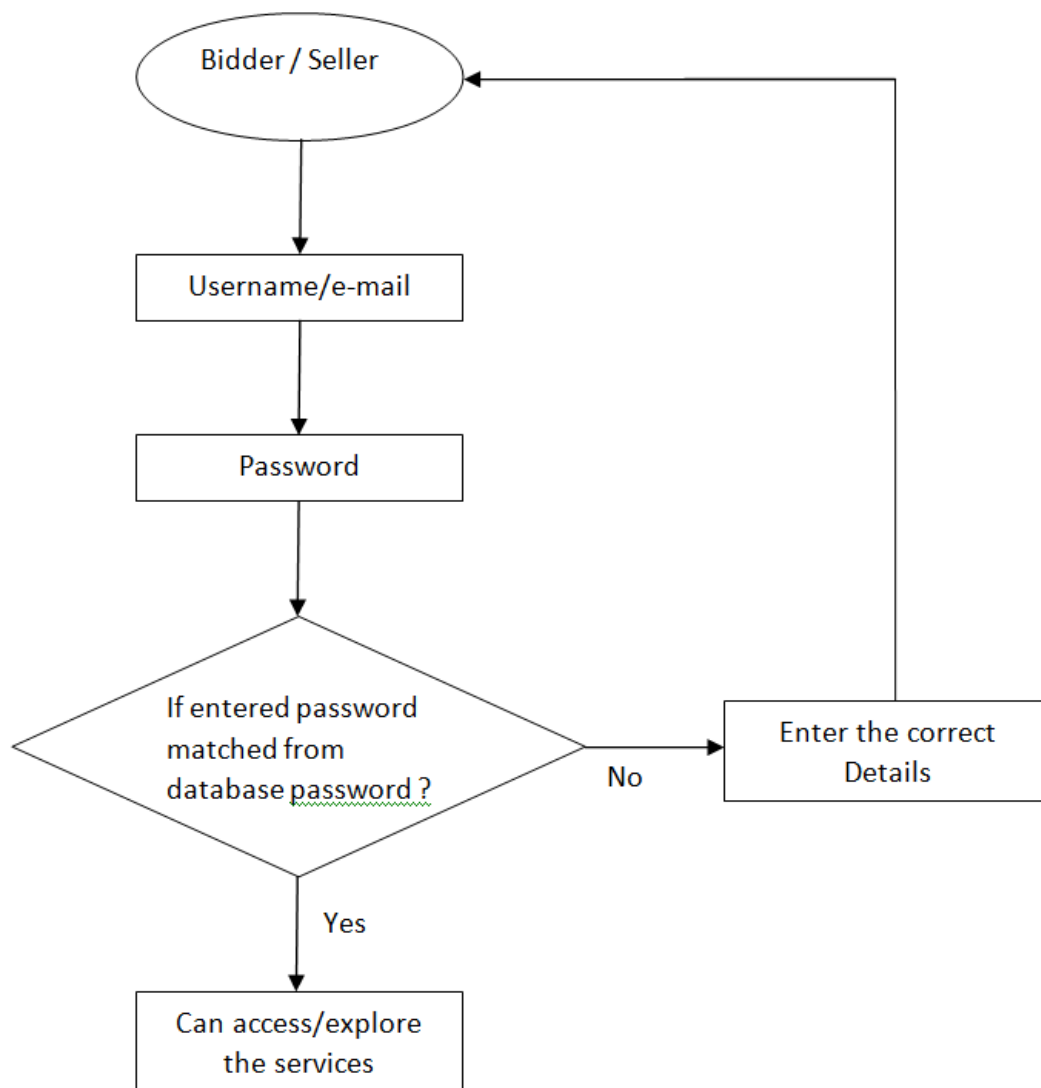 Bidder / Seller
Username/e-mail
Password
If entered password
matched from
database password ?
No
Enter the correct
Details
Yes
Can access/explore
the services